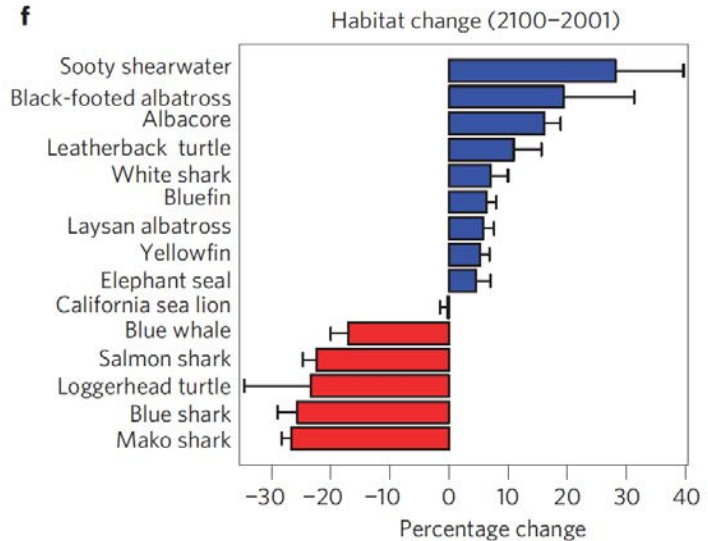 f
Habitat change (2100–2001)
Sooty shearwater
Black-footed albatross
Albacore
Leatherback turtle
White shark
Bluefin
Laysan albatross
Yellowfin
Elephant seal
California sea lion
Blue whale
Salmon shark
Loggerhead turtle
Blue shark
Mako shark
−30 −20 −10 0 10 20 30 40
Percentage change